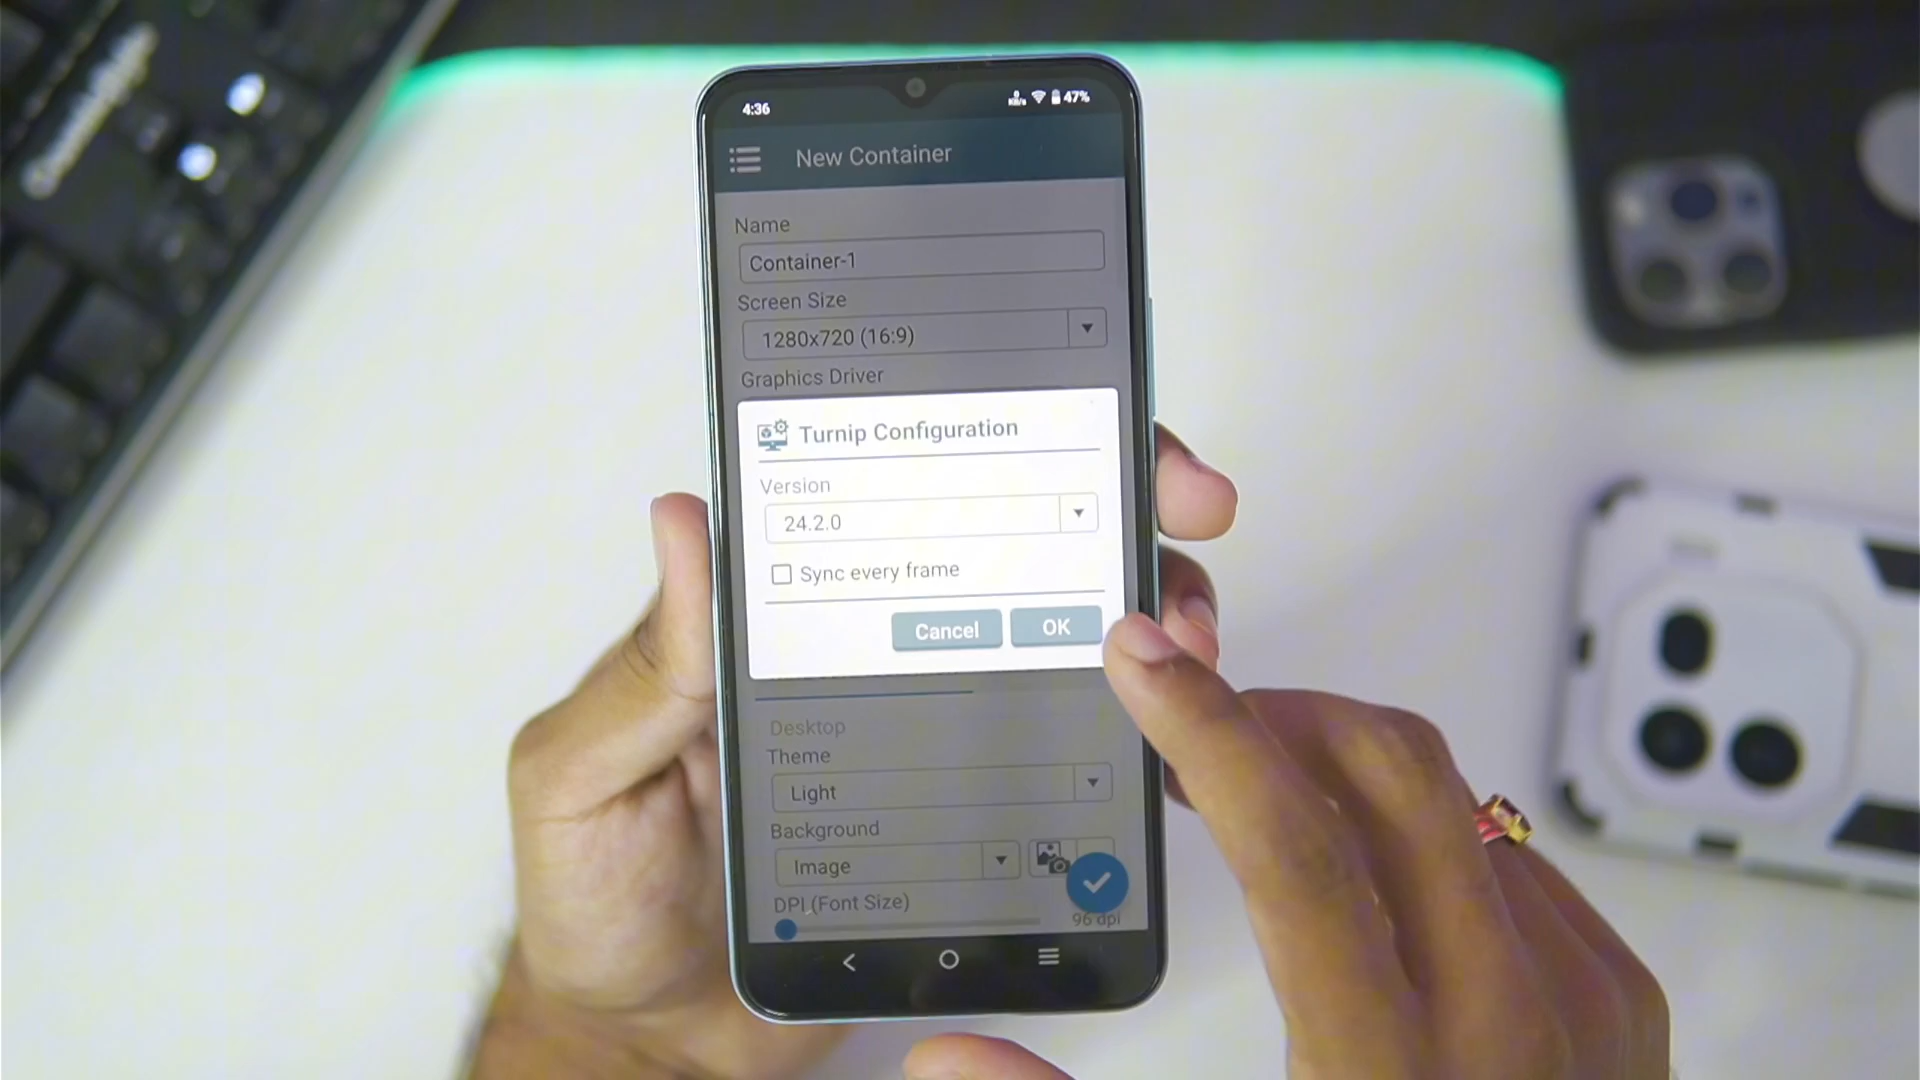 4:36
47%
New Container
Name
Container-1
Screen Size
1280x720 (16:9)
Graphics Driver
Turnip Configuration
Version
24.2.0
Sync every frame
Cancel
OK
Desktop
Theme
Light
Background
Image
DPI (Font Size)
96 dpi